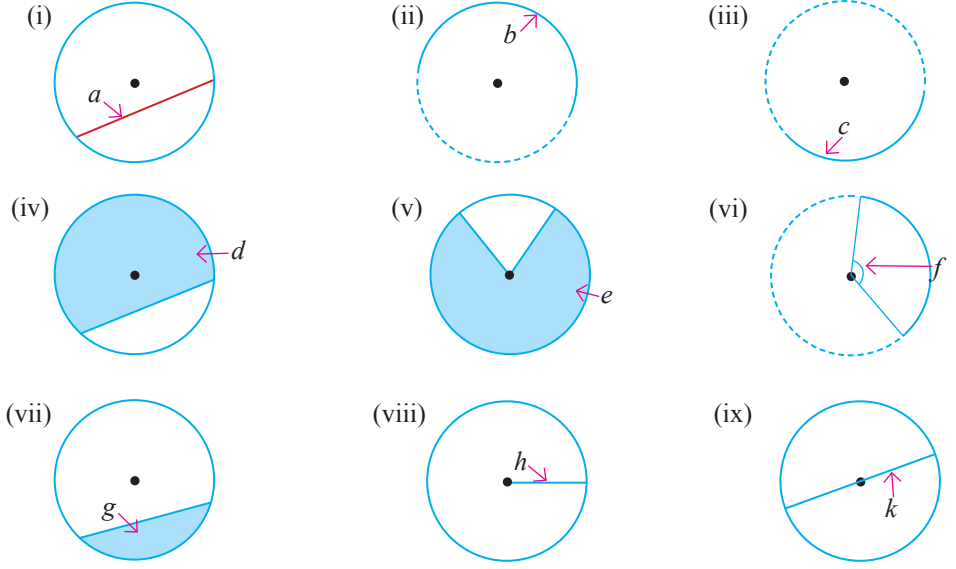 (i)
a
(ii)
b
(iii)
c
(iv)
d
(v)
e
(vi)
f
(vii)
g
(viii)
h
(ix)
k